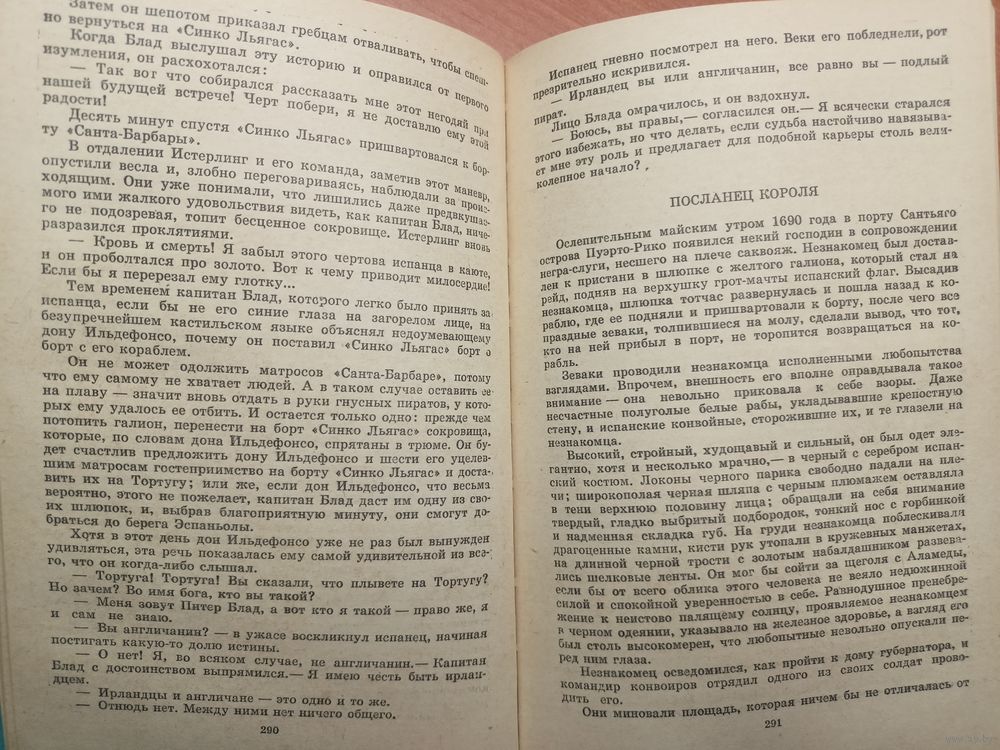 Затем он шепотом приказал гребцам отваливать, чтобы спеш-
но вернуться на «Синко Льягас».
Когда Блад выслушал эту историю и оправился от первого
изумления, он расхохотался:
— Так вот что собирался рассказать мне этот негодяй при
нашей будущей встрече! Черт побери, я не доставлю ему этой
радости!
Десять минут спустя «Синко Льягас» пришвартовался к бор-
ту «Санта-Барбары».
В отдалении Истерлинг и его команда, заметив этот маневр,
опустили весла и, злобно переговариваясь, наблюдали за проис-
ходящим. Они уже понимали, что лишились даже предвкушае-
мого ими жалкого удовольствия видеть, как капитан Блад, ниче-
го не подозревая, топит бесценное сокровище. Истерлинг вновь
разразился проклятиями.
— Кровь и смерть! Я забыл этого чертова испанца в каюте,
и он проболтался про золото. Вот к чему приводит милосердие!
Если бы я перерезал ему глотку...
Тем временем капитан Блад, которого легко было принять за
испанца, если бы не его синие глаза на загорелом лице, на
безупречнейшем кастильском языке объяснял недоумевающему
дону Ильдефонсо, почему он поставил «Синко Льягас» борт о
борт с его кораблем.
Он не может одолжить матросов «Санта-Барбаре», потому
что ему самому не хватает людей. А в таком случае оставить ее
на плаву — значит вновь отдать в руки гнусных пиратов, у кото-
рых ему удалось ее отбить. И остается только одно: прежде чем
потопить галион, перенести на борт «Синко Льягас» сокровища,
которые, по словам дона Ильдефонсо, спрятаны в трюме. Он бу-
дет счастлив предложить дону Ильдефонсо и шести его уцелев-
шим матросам гостеприимство на борту «Синко Льягас» и доста-
вить их на Тортугу; или же, если дон Ильдефонсо, что весьма
вероятно, этого не пожелает, капитан Блад даст им одну из сво-
их шлюпок, и, выбрав благоприятную минуту, они смогут до-
браться до берега Эспаньолы.
Хотя в этот день дон Ильдефонсо уже не раз был вынужден
удивляться, эта речь показалась ему самой удивительной из все-
го, что он когда-либо слышал.
— Тортуга! Тортуга! Вы сказали, что плывете на Тортугу?
Но зачем? Во имя бога, кто вы такой?
— Меня зовут Питер Блад, а вот кто я такой — право же, я
и сам не знаю.
— Вы англичанин? — в ужасе воскликнул испанец, начиная
постигать какую-то долю истины.
— О нет! Я, во всяком случае, не англичанин.— Капитан
Блад с достоинством выпрямился.— Я имею честь быть ирлан-
дцем.
— Ирландцы и англичане — это одно и то же.
— Отнюдь нет. Между ними нет ничего общего.
290
Испанец гневно посмотрел на него. Веки его побледнели, рот
презрительно искривился.
— Ирландец вы или англичанин, все равно вы — подлый
пират.
Лицо Блада омрачилось, и он вздохнул.
— Боюсь, вы правы,— согласился он.— Я всячески старался
этого избежать, но что делать, если судьба настойчиво навязыва-
ет мне эту роль и предлагает для подобной карьеры столь вели-
колепное начало?
ПОСЛАНЕЦ КОРОЛЯ
Ослепительным майским утром 1690 года в порту Сантьяго
острова Пуэрто-Рико появился некий господин в сопровождении
негра-слуги, несшего на плече саквояж. Незнакомец был достав-
лен к пристани в шлюпке с желтого галиона, который стал на
рейд, подняв на верхушку грот-мачты испанский флаг. Высадив
незнакомца, шлюпка тотчас развернулась и пошла назад к ко-
раблю, где ее подняли и пришвартовали к борту, после чего все
праздные зеваки, толпившиеся на молу, сделали вывод, что тот,
кто на ней прибыл в порт, не торопится возвращаться на ко-
рабль.
Зеваки проводили незнакомца исполненными любопытства
взглядами. Впрочем, внешность его вполне оправдывала такое
внимание — она невольно приковала к себе взоры. Даже
несчастные полуголые белые рабы, укладывавшие крепостную
стену, и испанские конвойные, сторожившие их, и те глазели на
незнакомца.
Высокий, стройный, худощавый и сильный, он был одет эле-
гантно, хотя и несколько мрачно,— в черный с серебром испан-
ский костюм. Локоны черного парика свободно падали на пле-
чи; широкополая черная шляпа с черным плюмажем оставляла
в тени верхнюю половину лица; обращали на себя внимание
твердый, гладко выбритый подбородок, тонкий нос с горбинкой
и надменная складка губ. На груди незнакомца поблескивали
драгоценные камни, кисти рук утопали в кружевных манжетах,
на длинной черной трости с золотым набалдашником развева-
лись шелковые ленты. Он мог бы сойти за щеголя с Аламеды,
если бы от всего облика этого человека не веяло недюжинной
силой и спокойной уверенностью в себе. Равнодушное пренебре-
жение к неистово палящему солнцу, проявляемое незнакомцем
в черном одеянии, указывало на железное здоровье, а взгляд его
был столь высокомерен, что любопытные невольно опускали пе-
ред ним глаза.
Незнакомец осведомился, как пройти к дому губернатора, и
командир конвоиров отрядил одного из своих солдат прово-
дить его.
Они миновали площадь, которая ничем бы не отличалась от
291